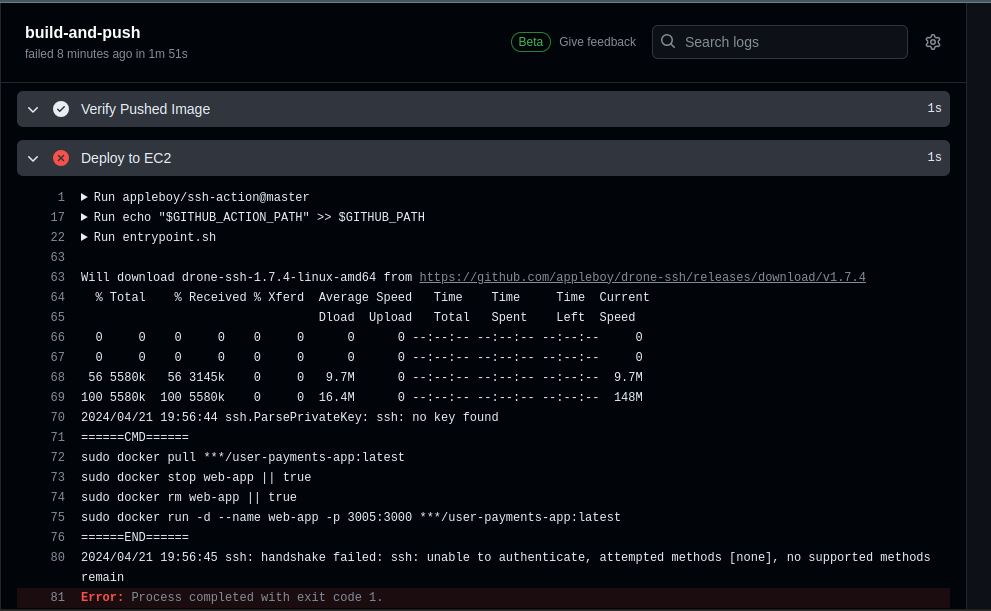 build-and-push
failed 8 minutes ago in 1m 51s
Beta Give feedback Search logs
Verify Pushed Image 1s
Deploy to EC2 1s
1 Run appleboy/ssh-action@master
17 Run echo "$GITHUB_ACTION_PATH" >> $GITHUB_PATH
22 Run entrypoint.sh
63
63 Will download drone-ssh-1.7.4-linux-amd64 from https://github.com/appleboy/drone-ssh/releases/download/v1.7.4
64 % Total % Received % Xferd Average Speed Time Time Time Current
65 Dload Upload Total Spent Left Speed
66 0 0 0 0 0 0 0 0 --:--:-- --:--:-- --:--:-- 0
67 0 0 0 0 0 0 0 0 --:--:-- --:--:-- --:--:-- 0
68 56 5580k 56 3145k 0 0 9.7M 0 --:--:-- --:--:-- --:--:-- 9.7M
69 100 5580k 100 5580k 0 0 16.4M 0 --:--:-- --:--:-- --:--:-- 148M
70 2024/04/21 19:56:44 ssh.ParsePrivateKey: ssh: no key found
71 ======CMD======
72 sudo docker pull ***/user-payments-app:latest
73 sudo docker stop web-app || true
74 sudo docker rm web-app || true
75 sudo docker run -d --name web-app -p 3005:3000 ***/user-payments-app:latest
76 ======END======
80 2024/04/21 19:56:45 ssh: handshake failed: ssh: unable to authenticate, attempted methods [none], no supported methods
remain
81 Error: Process completed with exit code 1.